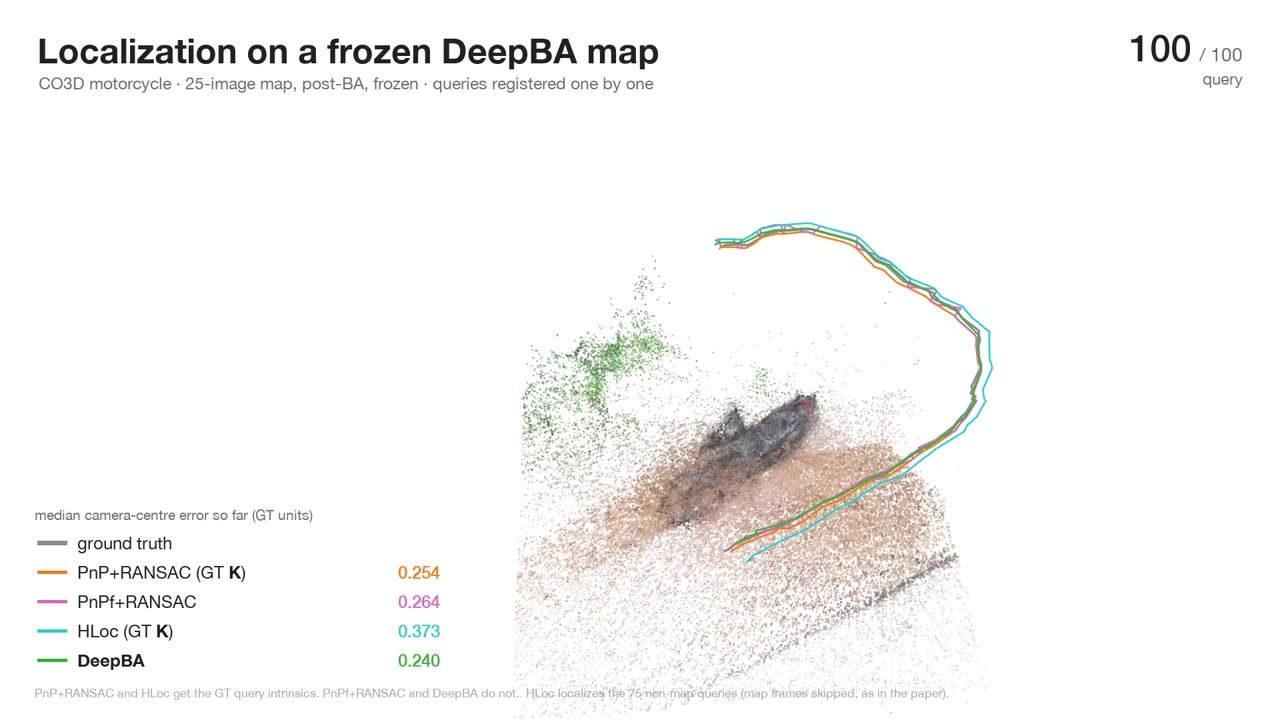 Localization on a frozen DeepBA map
CO3D motorcycle · 25-image map, post-BA, frozen · queries registered one by one
100 / 100
query
median camera-centre error so far (GT units)
ground truth
PnP+RANSAC (GT K) 0.254
PnPf+RANSAC 0.264
HLoc (GT K) 0.373
DeepBA 0.240
PnP+RANSAC and HLoc get the GT query intrinsics. PnPf+RANSAC and DeepBA do not. HLoc localizes the 75 non-map queries (map frames skipped, as in the paper).